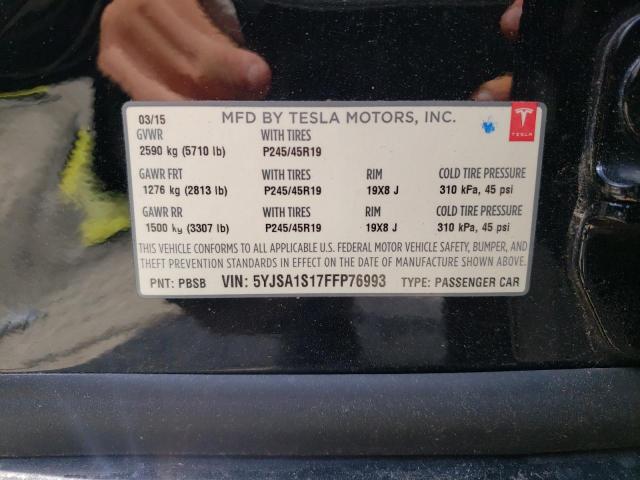 03/15 MFD BY TESLA MOTORS, INC.
GVWR WITH TIRES
2590 kg (5710 lb) P245/45R19
TESLA
GAWR FRT WITH TIRES RIM COLD TIRE PRESSURE
1276 kg (2813 lb) P245/45R19 19X8 J 310 kPa, 45 psi
GAWR RR WITH TIRES RIM COLD TIRE PRESSURE
1500 kg (3307 lb) P245/45R19 19X8 J 310 kPa, 45 psi
THIS VEHICLE CONFORMS TO ALL APPLICABLE U.S. FEDERAL MOTOR VEHICLE SAFETY, BUMPER, AND
THEFT PREVENTION STANDARDS IN EFFECT ON THE DATE OF MANUFACTURE SHOWN ABOVE.
PNT: PBSB VIN: 5YJSA1S17FFP76993 TYPE: PASSENGER CAR